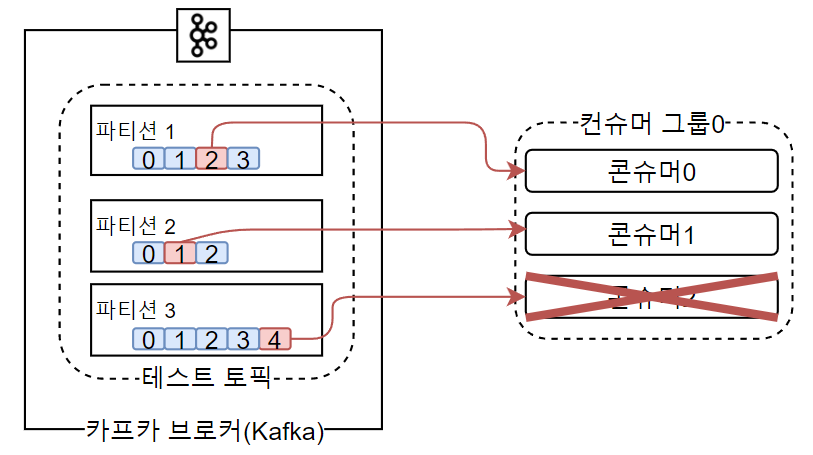 파티션 1
0 1 2 3
파티션 2
0 1 2
파티션 3
0 1 2 3 4
테스트 토픽
카프카 브로커(Kafka)
컨슈머 그룹0
콘슈머0
콘슈머1